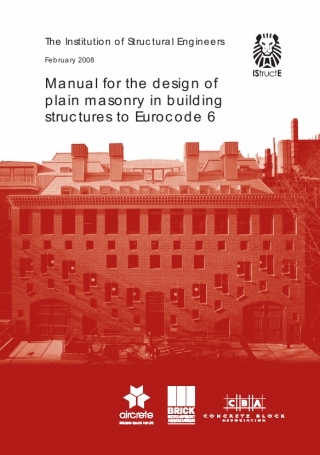 The Institution of Structural Engineers
February 2008
IStructE
Manual for the design of
plain masonry in building
structures to Eurocode 6
aircrete
BRICK
DEVELOPMENT
ASSOCIATION
CBA
CONCRETE BLOCK
ASSOCIATION